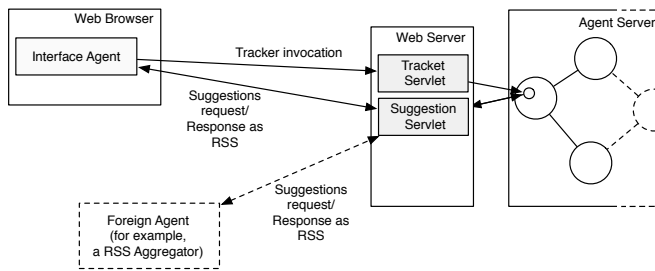 Web Browser
Interface Agent
Tracker invocation
Suggestions
request/
Response as
RSS
Web Server
Tracket
Servlet
Suggestion
Servlet
Agent Server
Suggestions
request/
Response as
RSS
Foreign Agent
(for example,
a RSS Aggregator)